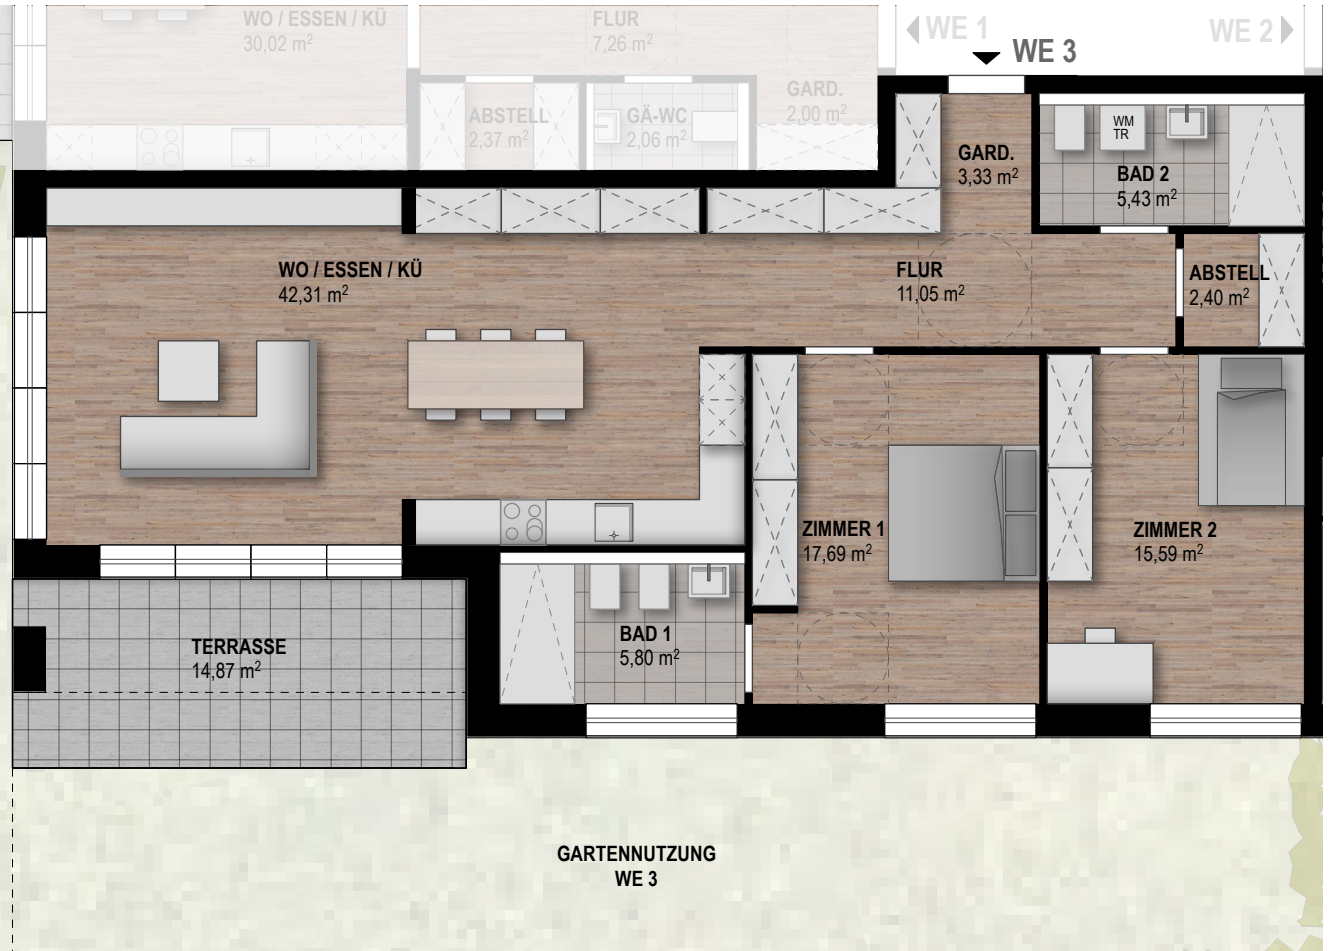 WO / ESSEN / KÜ
30,02 m²
FLUR
7,26 m²
WE 1
WE 2
WE 3
ABSTELL
2,37 m²
GÄ-WC
2,06 m²
GARD.
2,00 m²
GARD.
3,33 m²
WM
TR
BAD 2
5,43 m²
WO / ESSEN / KÜ
42,31 m²
FLUR
11,05 m²
ABSTELL
2,40 m²
ZIMMER 1
17,69 m²
ZIMMER 2
15,59 m²
BAD 1
5,80 m²
TERRASSE
14,87 m²
GARTENNUTZUNG
WE 3